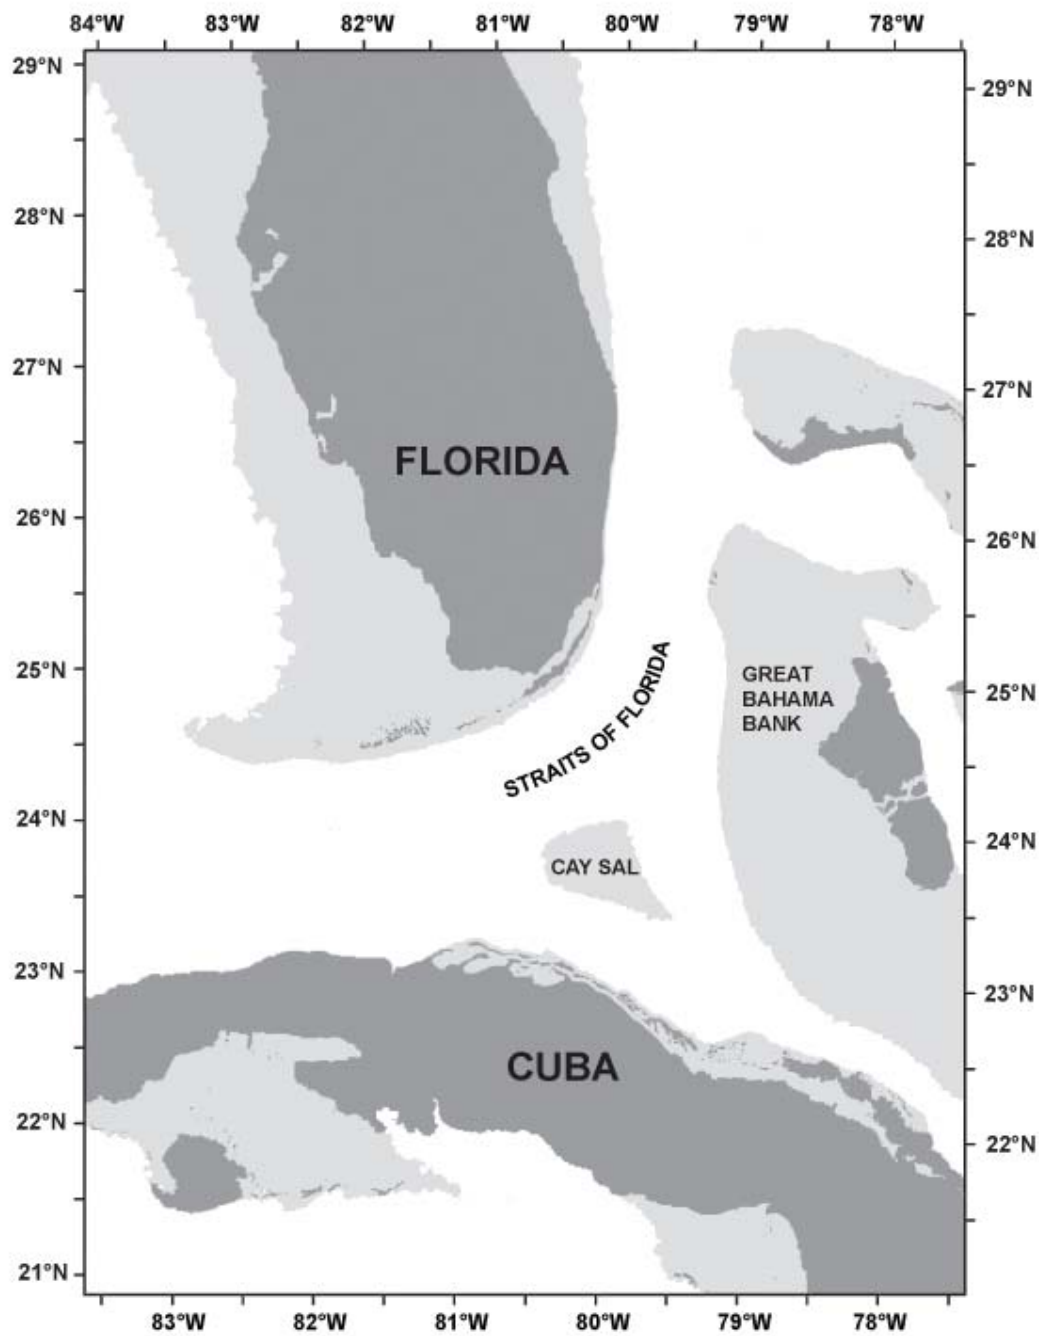 84°W 83°W 82°W 81°W 80°W 79°W 78°W
29°N
29°N
28°N
28°N
27°N
27°N
FLORIDA
26°N
26°N
25°N
25°N
GREAT
BAHAMA
BANK
STRAITS OF FLORIDA
24°N
24°N
CAY SAL
23°N
23°N
CUBA
22°N
22°N
21°N
83°W 82°W 81°W 80°W 79°W 78°W